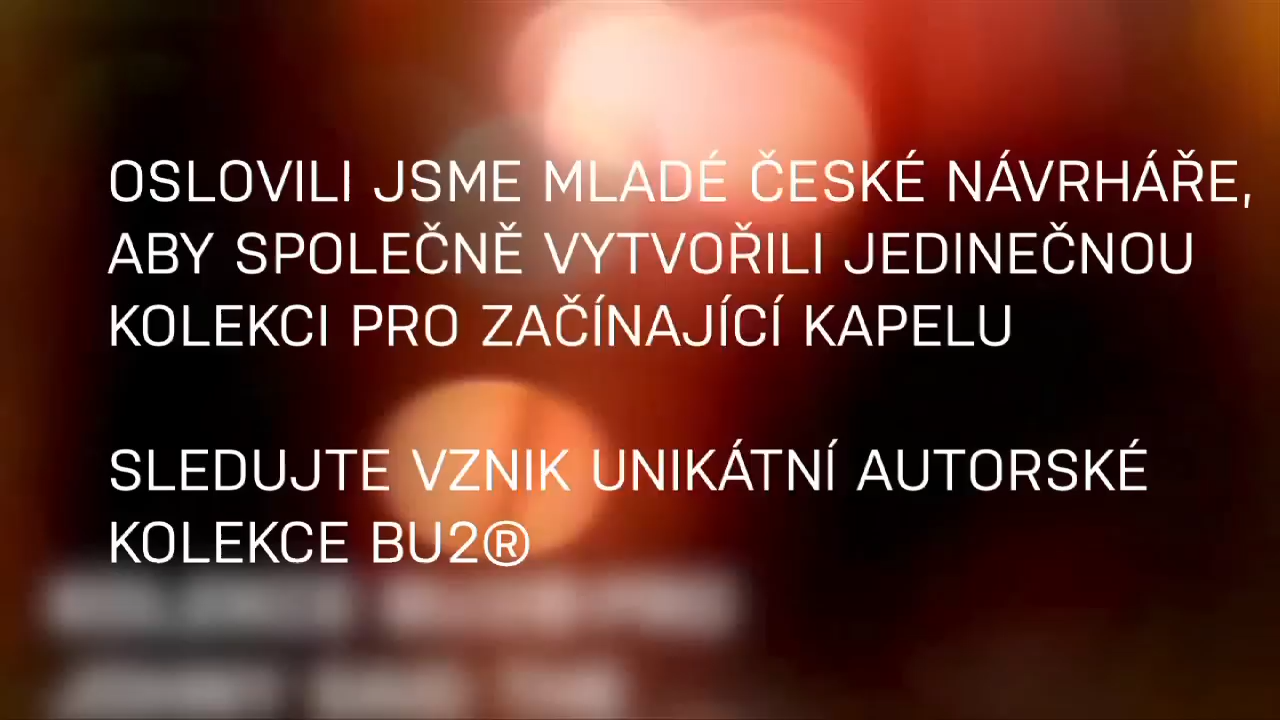 OSLOVILI JSME MLADÉ ČESKÉ NÁVRHÁŘE,
ABY SPOLEČNĚ VYTVOŘILI JEDINEČNOU
KOLEKCI PRO ZAČÍNAJÍCÍ KAPELU
SLEDUJTE VZNIK UNIKÁTNÍ AUTORSKÉ
KOLEKCE BU2®